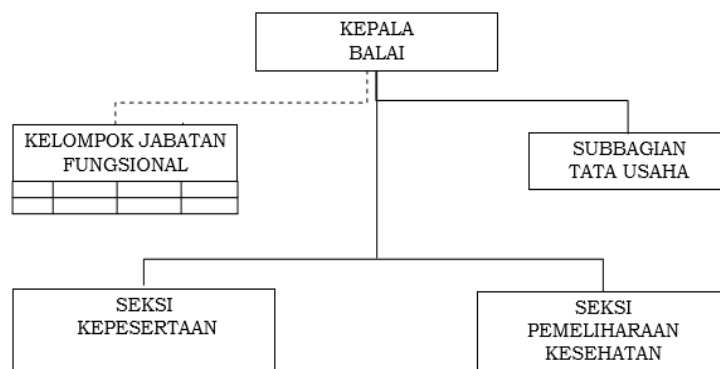 KEPALA
BALAI
KELOMPOK JABATAN
FUNGSIONAL
SUBBAGIAN
TATA USAHA
SEKSI
KEPESERTAAN
SEKSI
PEMELIHARAAN
KESEHATAN